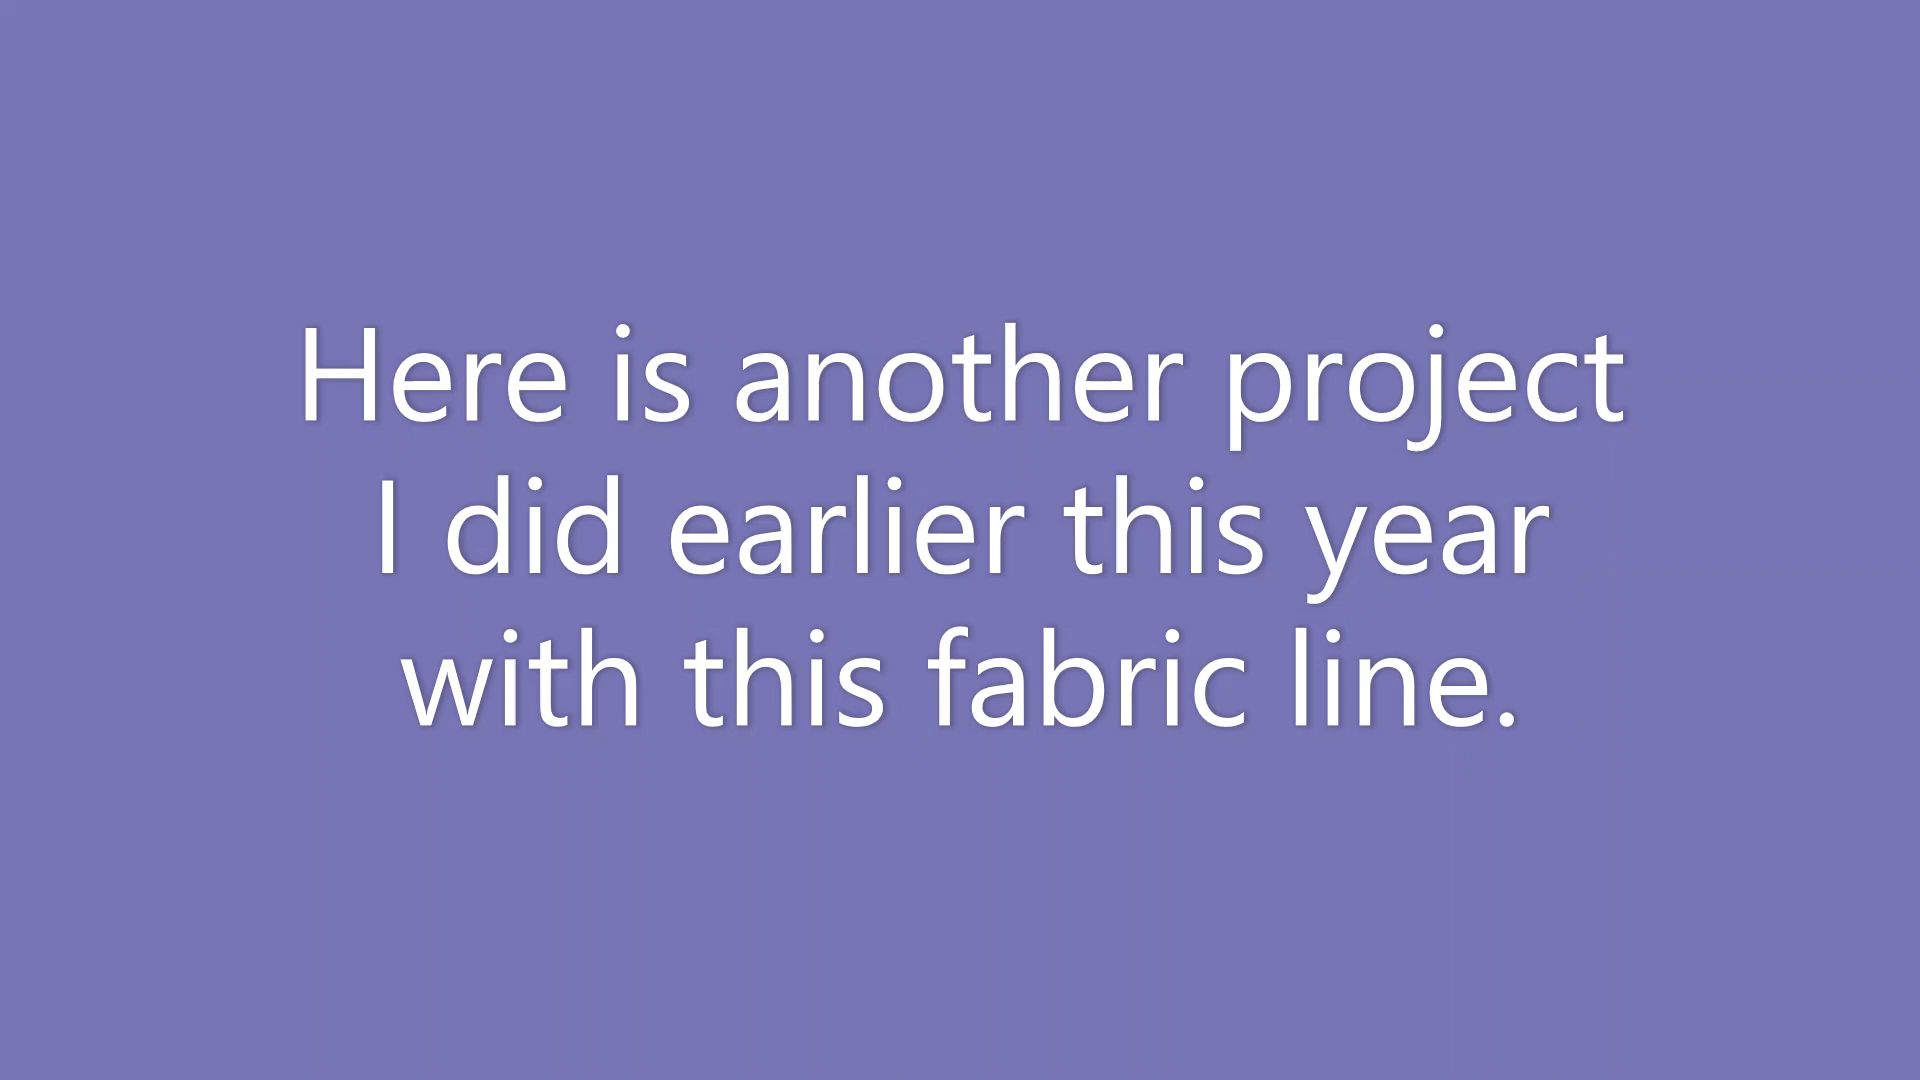 Here is another project
I did earlier this year
with this fabric line.